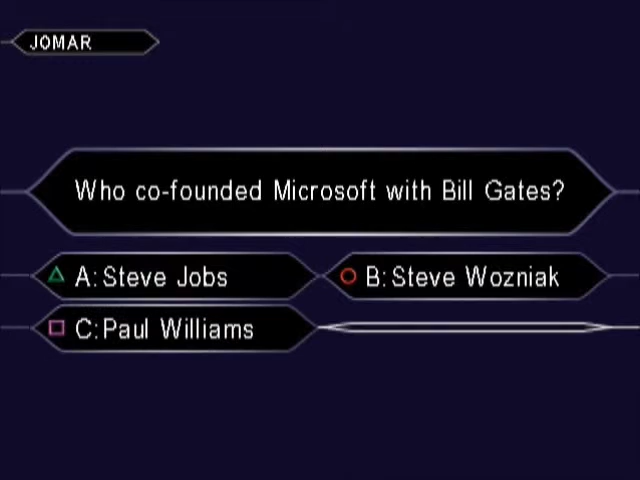 JOMAR
Who co-founded Microsoft with Bill Gates?
A: Steve Jobs
B: Steve Wozniak
C: Paul Williams